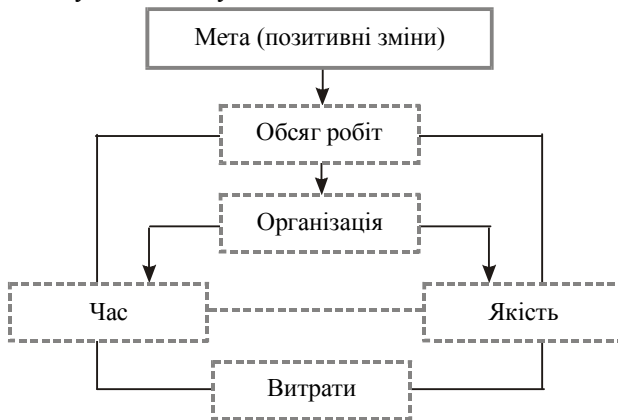 Мета (позитивні зміни)
Обсяг робіт
Організація
Час
Якість
Витрати